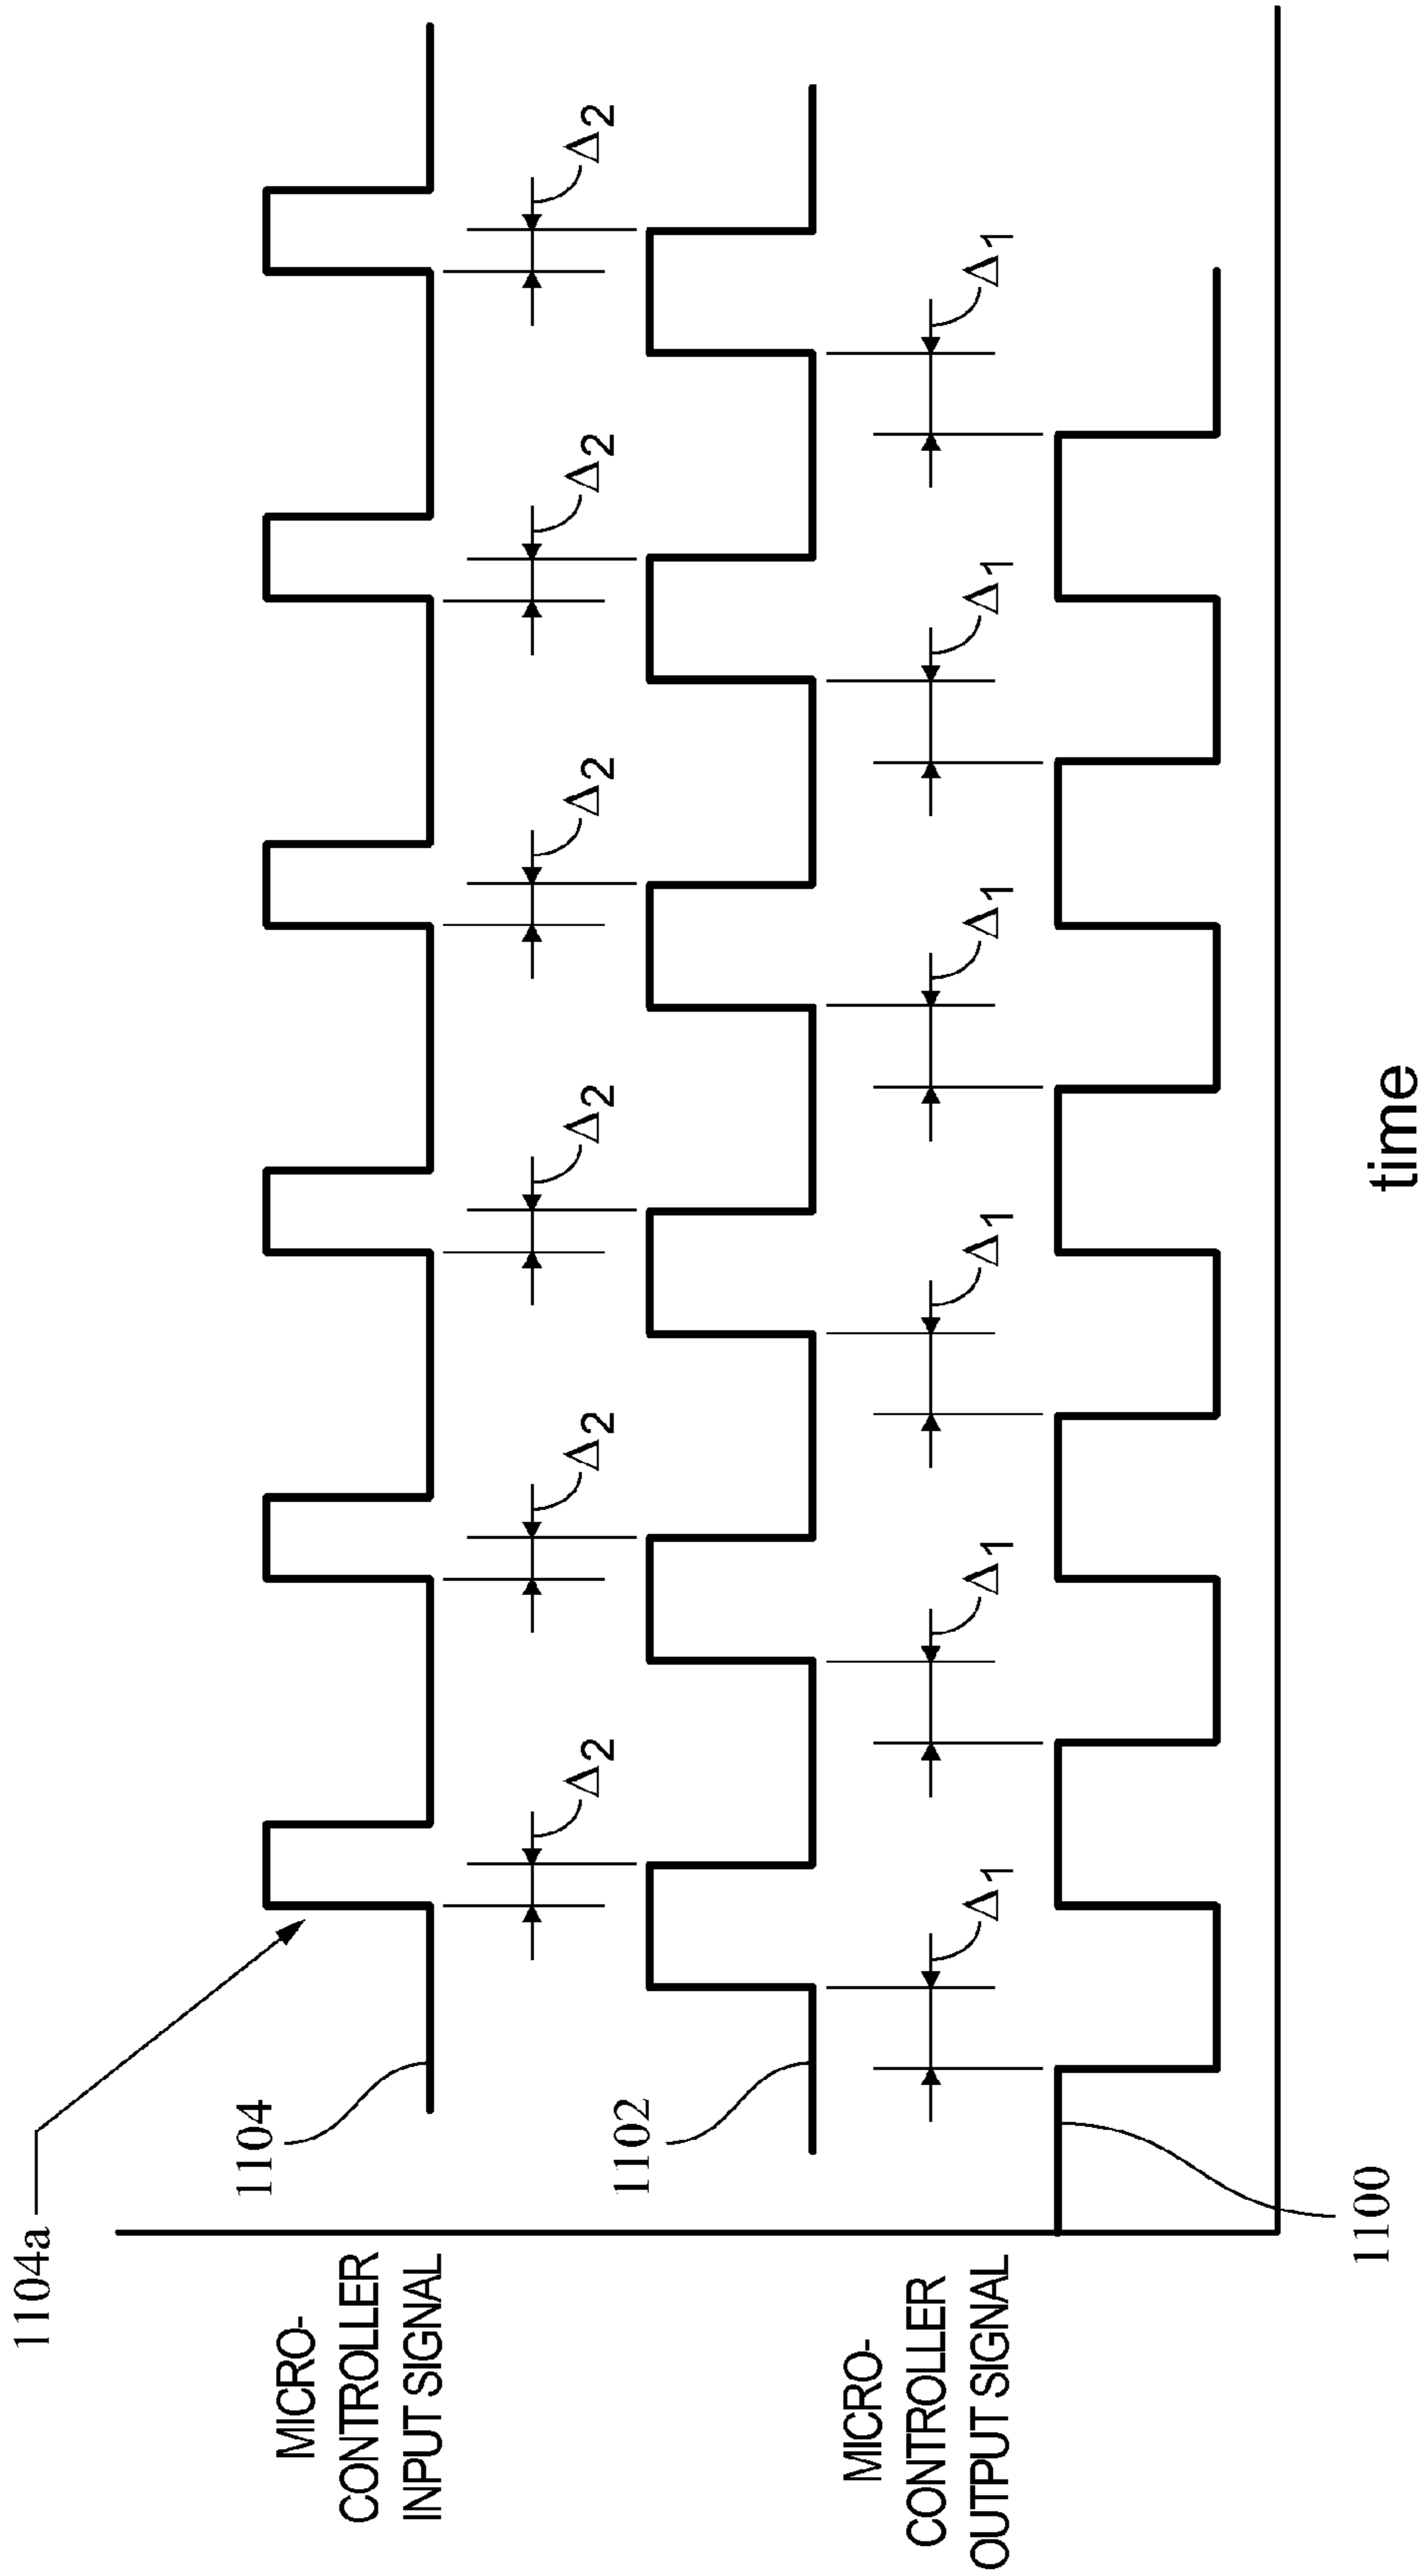 1104a
MICRO-
CONTROLLER
INPUT SIGNAL
1104
Δ2
Δ2
Δ2
Δ2
Δ2
Δ2
1102
MICRO-
CONTROLLER
OUTPUT SIGNAL
Δ1
Δ1
Δ1
Δ1
Δ1
Δ1
1100
time